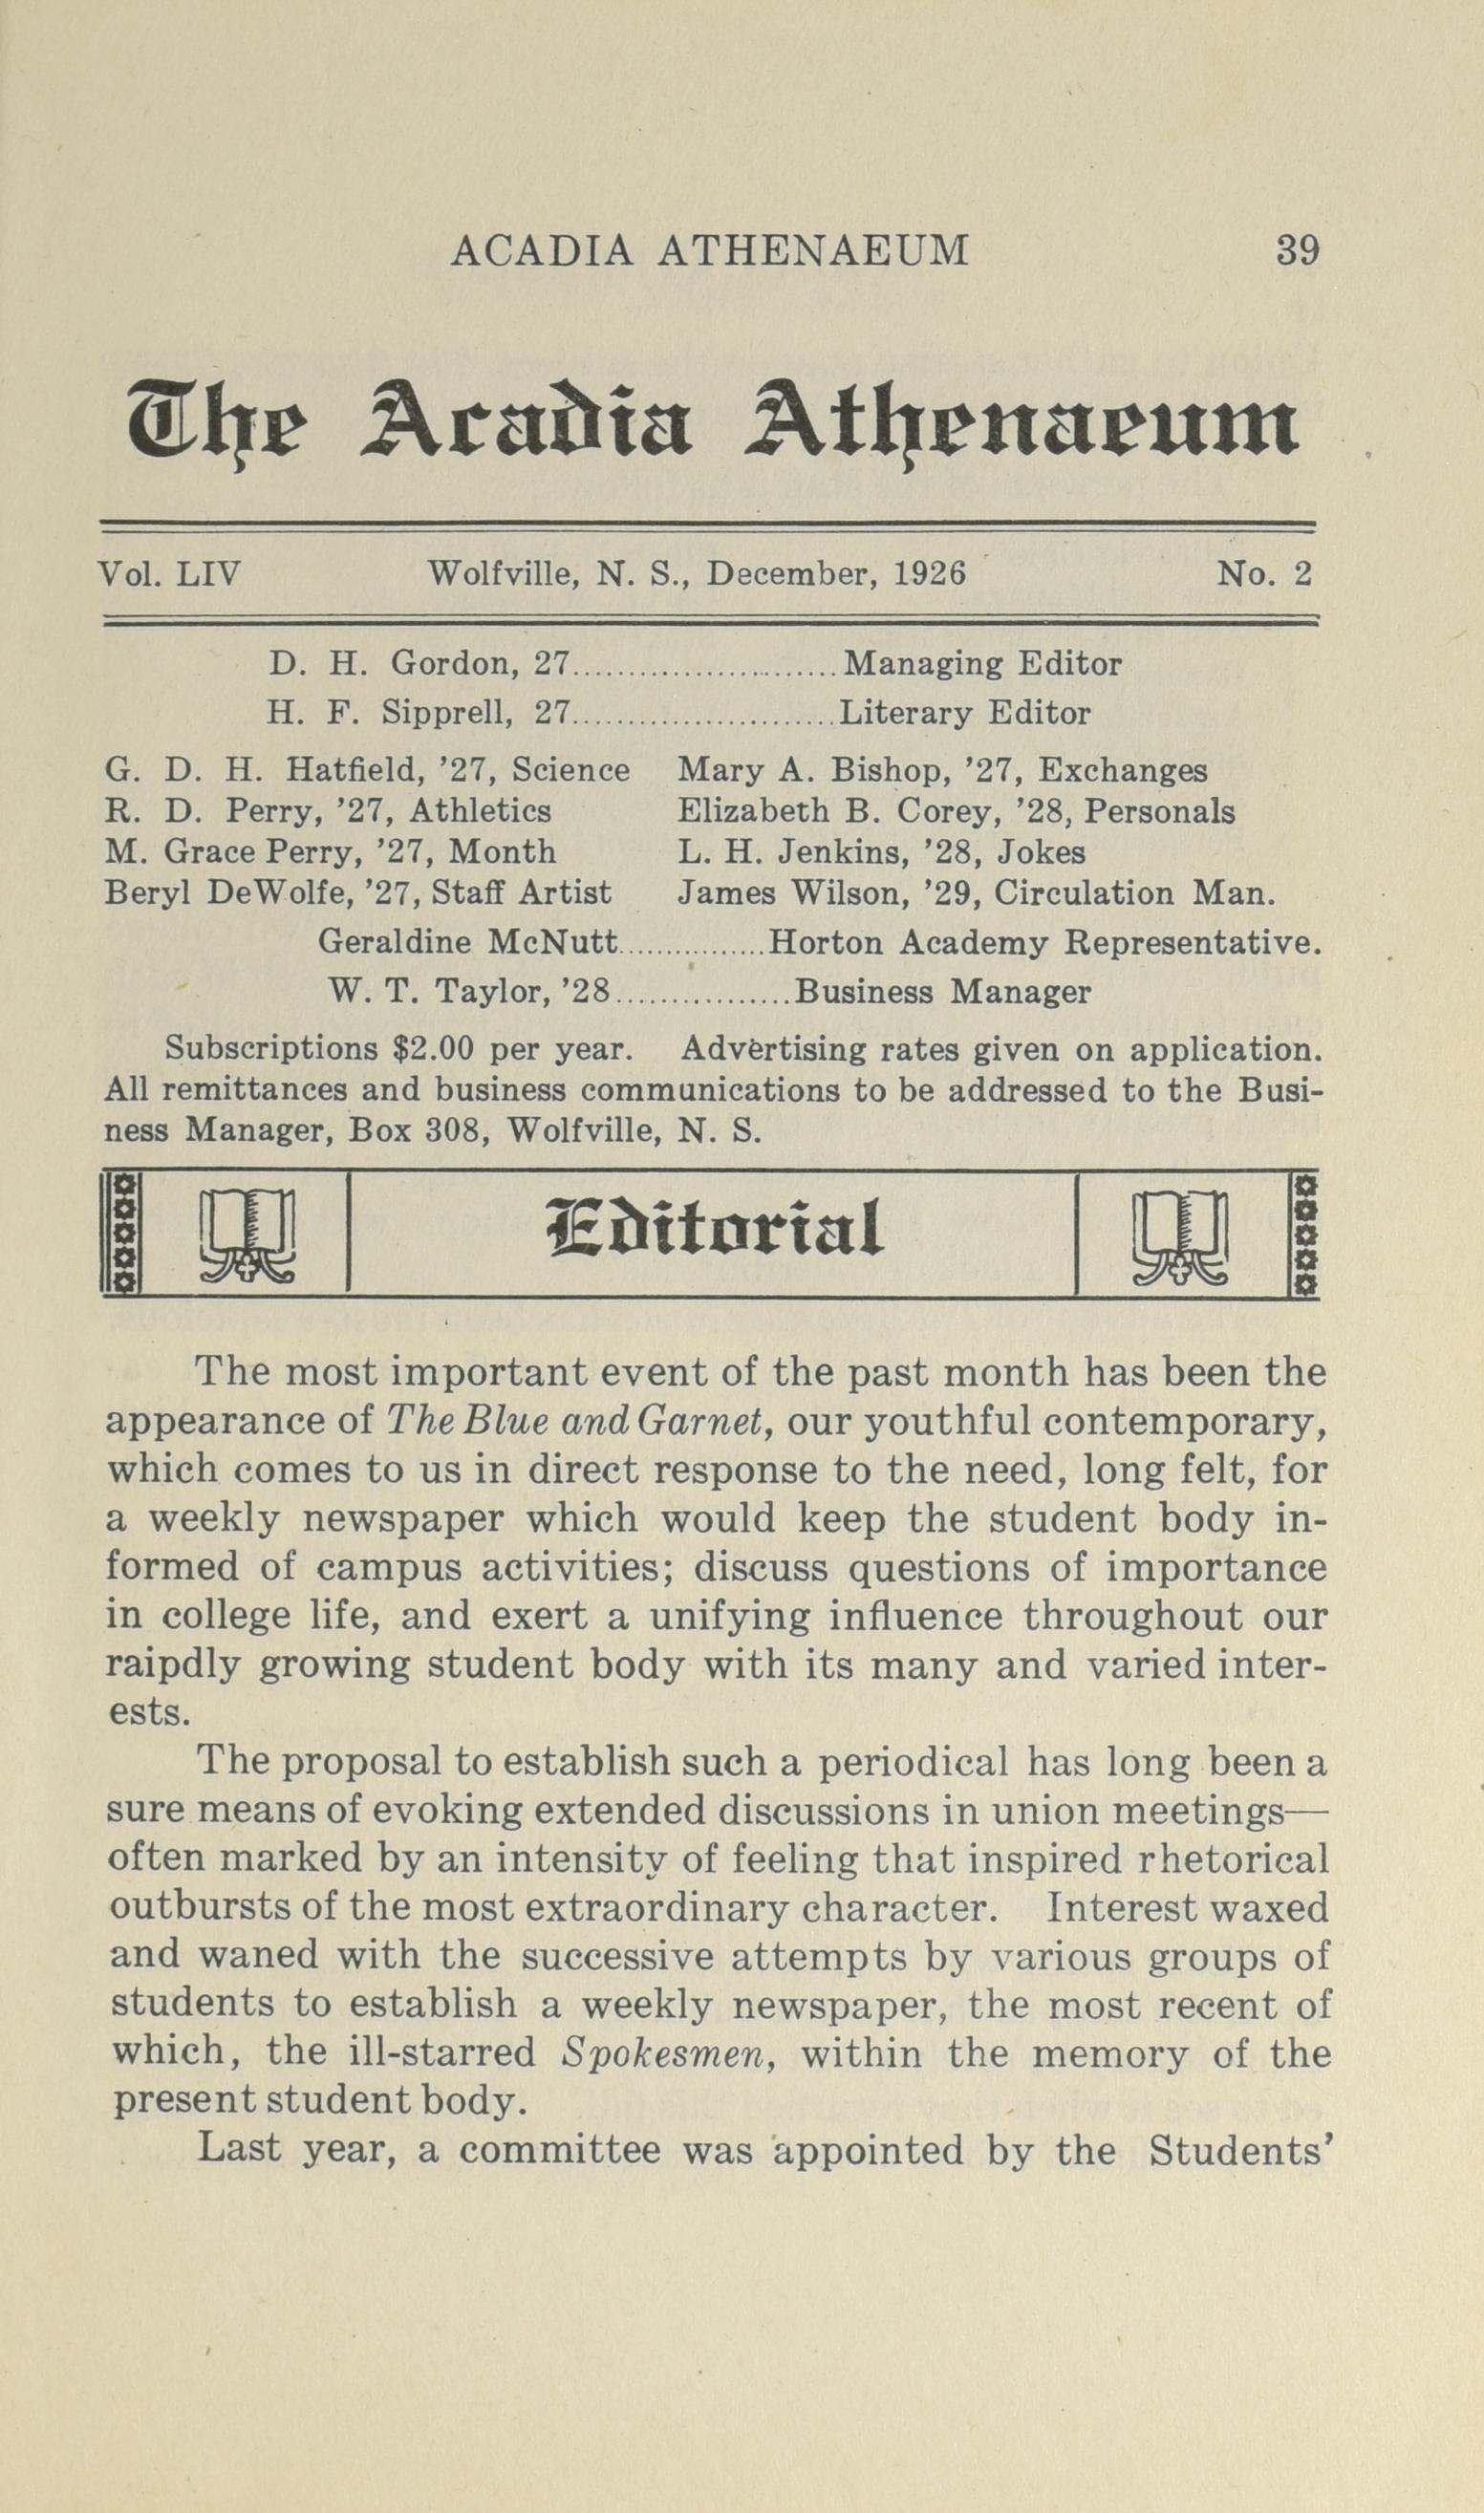 ACADIA ATHENAEUM 39
The Acadia Athenaeum
Vol. LIV Wolfville, N. S., December, 1926 No. 2
D. H. Gordon, 27..........................Managing Editor
H. F. Sipprell, 27..........................Literary Editor
G. D. H. Hatfield, ’27, Science Mary A. Bishop, ’27, Exchanges
R. D. Perry, ’27, Athletics Elizabeth B. Corey, ’28, Personals
M. Grace Perry, ’27, Month L. H. Jenkins, ’28, Jokes
Beryl DeWolfe, ’27, Staff Artist James Wilson, ’29, Circulation Man.
Geraldine McNutt...............Horton Academy Representative.
W. T. Taylor, ’28.................Business Manager
Subscriptions $2.00 per year. Advertising rates given on application.
All remittances and business communications to be addressed to the Busi-
ness Manager, Box 308, Wolfville, N. S.
Editorial
The most important event of the past month has been the
appearance of The Blue and Garnet, our youthful contemporary,
which comes to us in direct response to the need, long felt, for
a weekly newspaper which would keep the student body in-
formed of campus activities; discuss questions of importance
in college life, and exert a unifying influence throughout our
raipdly growing student body with its many and varied inter-
ests.
The proposal to establish such a periodical has long been a
sure means of evoking extended discussions in union meetings—
often marked by an intensity of feeling that inspired rhetorical
outbursts of the most extraordinary character. Interest waxed
and waned with the successive attempts by various groups of
students to establish a weekly newspaper, the most recent of
which, the ill-starred Spokesmen, within the memory of the
present student body.
Last year, a committee was appointed by the Students’